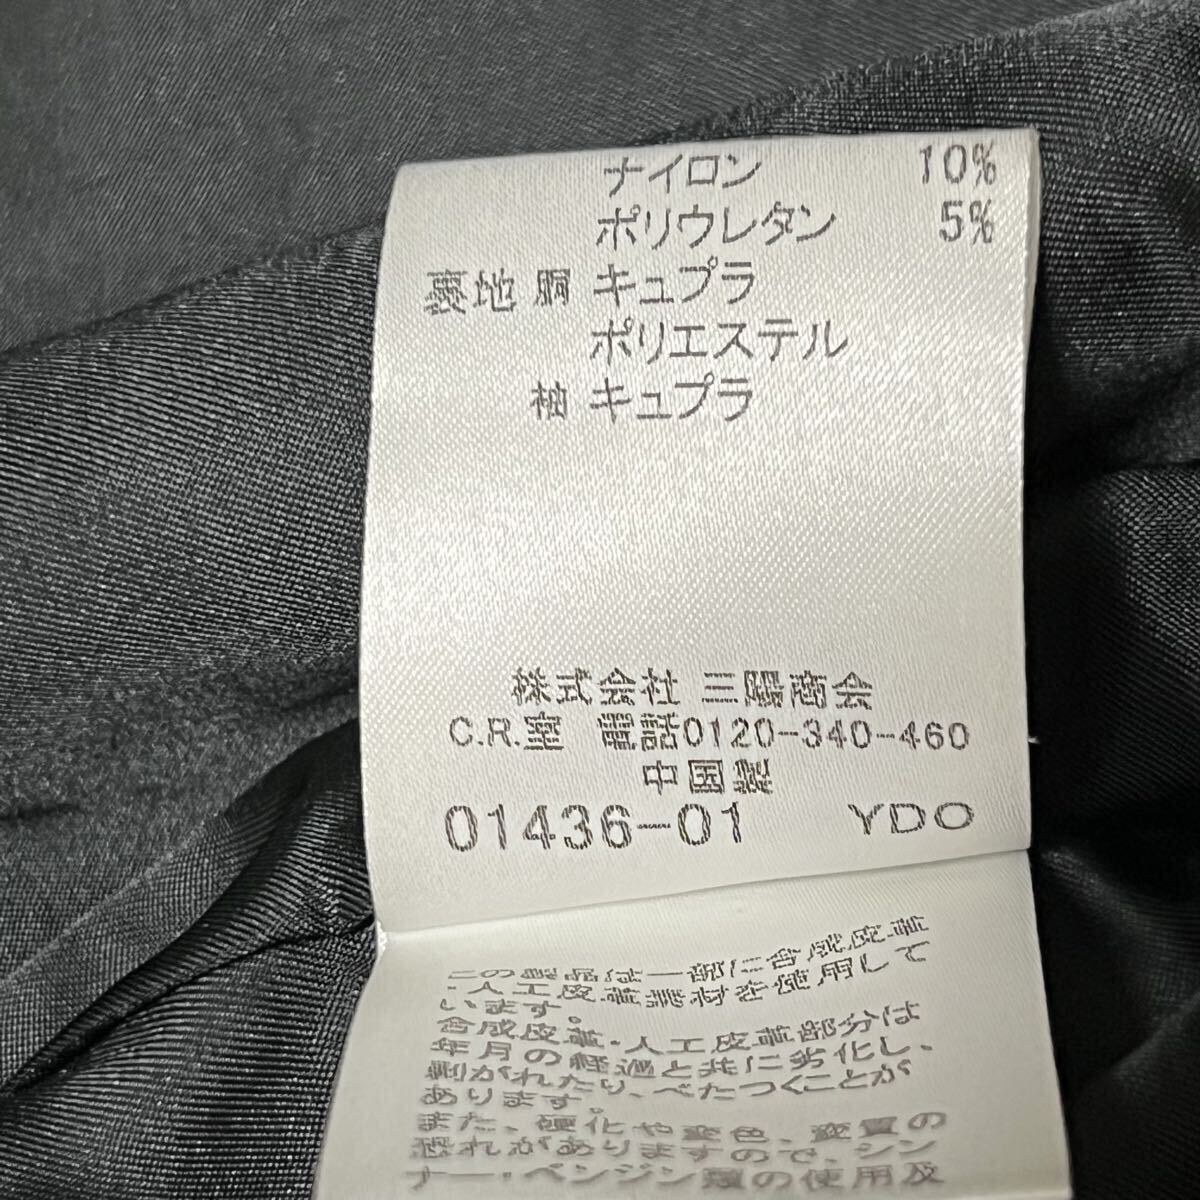 ナイロン 10%
ポリウレタン 5%
裏地 胴 キュプラ
ポリエステル
袖 キュプラ
株式会社 三陽商会
C.R.室 電話0120-340-460
中国製
01436-01 YDO
この製品は一部に合成皮革
・人工皮革素材を使用して
います。
合成皮革・人工皮革部分は
年月の経過と共に劣化し、
剥がれたり、べたつくことが
あります。
また、硬化や変色、変質の
恐れがありますので、シン
ナー・ベンジン類の使用及